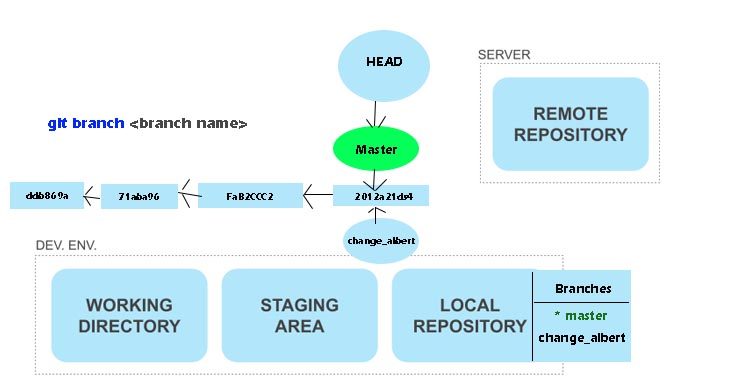 HEAD
SERVER
REMOTE
REPOSITORY
git branch <branch name>
Master
ddb869a
71aba96
FaB2CCC2
2012a21ds4
change_albert
DEV. ENV.
WORKING
DIRECTORY
STAGING
AREA
LOCAL
REPOSITORY
Branches
* master
change_albert